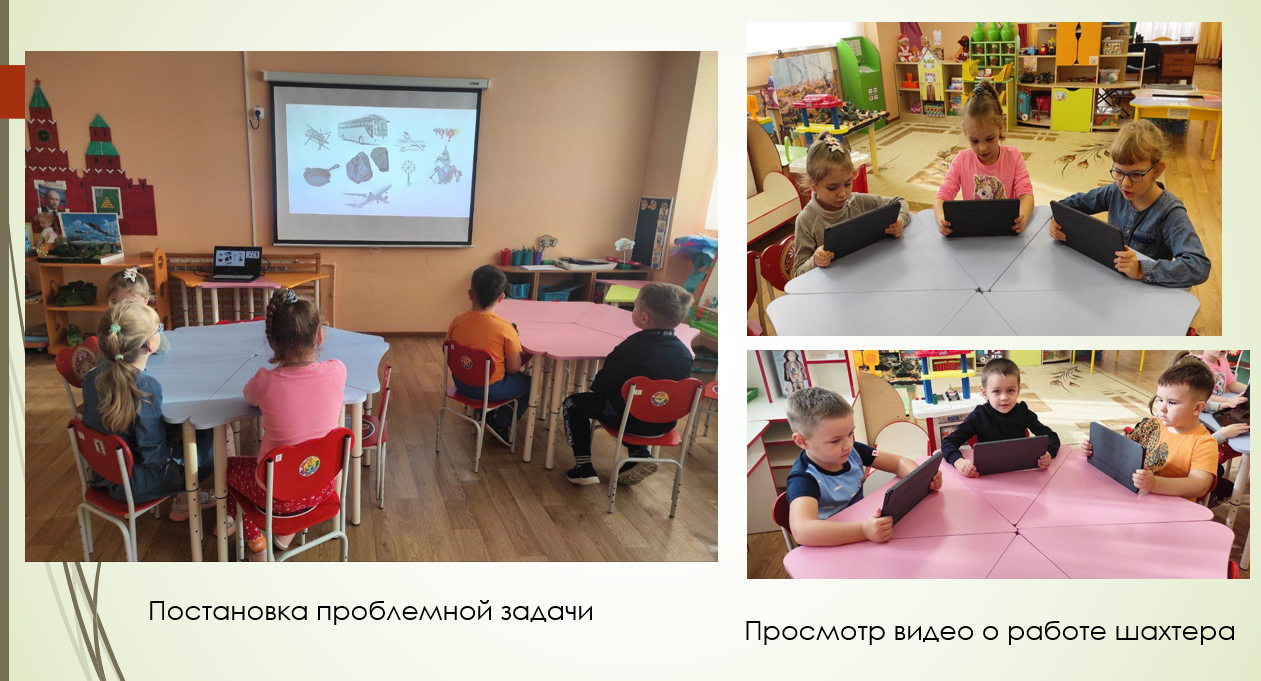 Постановка проблемной задачи
Просмотр видео о работе шахтера